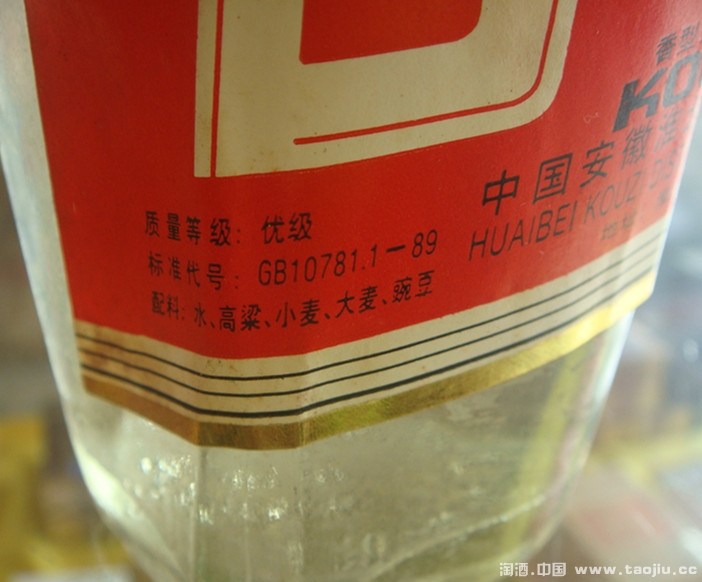 香型
KO
中国安徽淮
HUAIBEI KOUZ
质量等级: 优级
标准代号: GB10781.1-89
配料: 水、高粱、小麦、大麦、豌豆
淘酒.中国 www.taojiu.cc